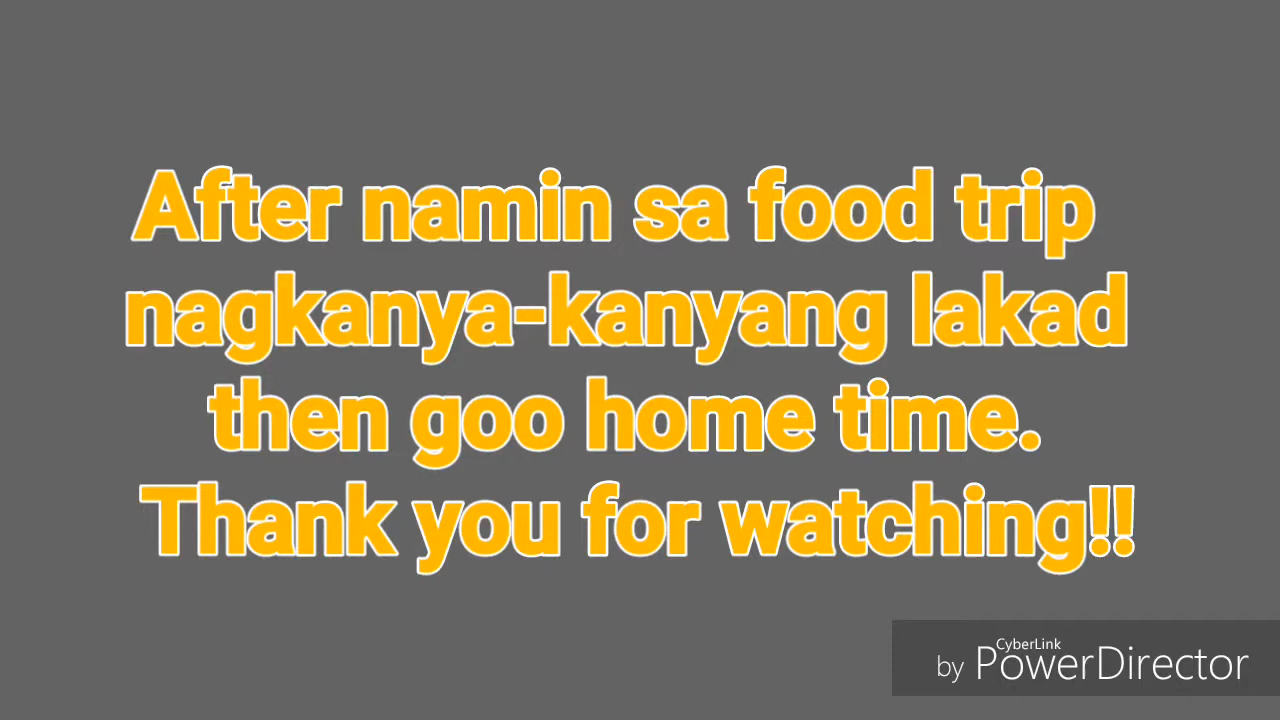 After namin sa food trip
nagkanya-kanyang lakad
then goo home time.
Thank you for watching!!
by CyberLink PowerDirector